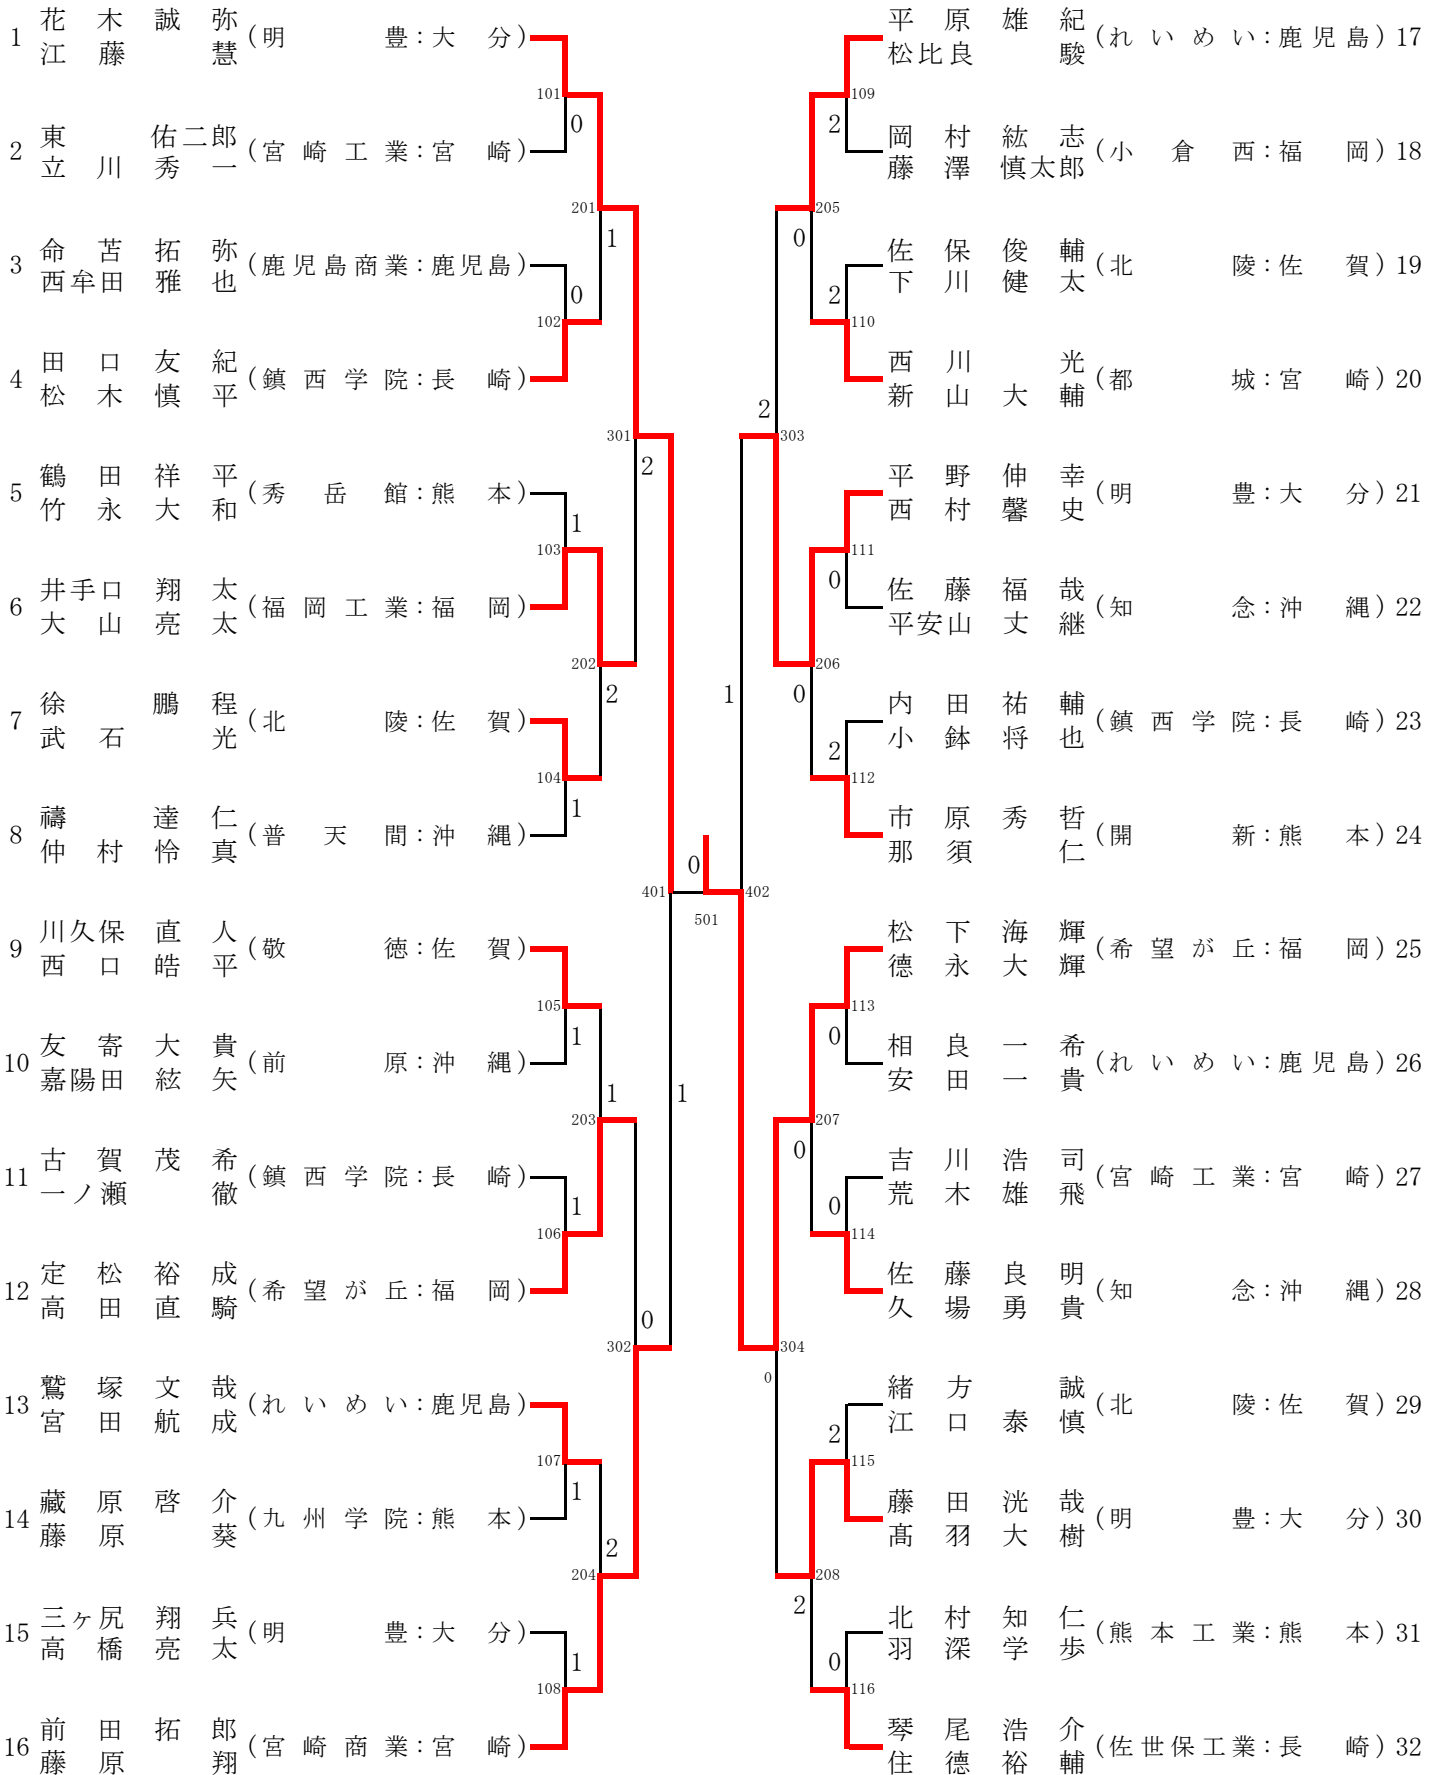 1 花木誠弥 (明豊:大分)
江藤慧
2 東佑二郎 (宮崎工業:宮崎)
立川秀一
3 命苫拓弥 (鹿児島商業:鹿児島)
西牟田雅也
4 田口友紀 (鎮西学院:長崎)
松木慎平
5 鶴田祥平 (秀岳館:熊本)
竹永大和
6 井手口翔太 (福岡工業:福岡)
大山亮太
7 徐鵬程 (北陵:佐賀)
武石光
8 禱達仁 (普天間:沖縄)
仲村怜真
9 川久保直人 (敬徳:佐賀)
西口皓平
10 友寄大貴 (前原:沖縄)
嘉陽田絃矢
11 古賀茂希 (鎮西学院:長崎)
一ノ瀬徹
12 定松裕成 (希望が丘:福岡)
高田直騎
13 鷲塚文哉 (れいめい:鹿児島)
宮田航成
14 藏原啓介 (九州学院:熊本)
藤原葵
15 三ヶ尻翔兵 (明豊:大分)
高橋亮太
16 前田拓郎 (宮崎商業:宮崎)
藤原翔
101
0
201
1
0
102
301
2
1
103
202
2
104
1
401
0
501
105
1
203
1
1
1
106
302
0
107
1
204
2
1
108
109
2
205
0
2
110
2
303
111
0
206
0
1
2
112
402
113
0
207
0
0
114
304
0
2
115
208
2
0
116
平原雄紀 (れいめい:鹿児島) 17
松比良駿
岡村紘志 (小倉西:福岡) 18
藤澤慎太郎
佐保俊輔 (北陵:佐賀) 19
下川健太
西川光 (都城:宮崎) 20
新山大輔
平野伸幸 (明豊:大分) 21
西村馨史
佐藤福哉 (知念:沖縄) 22
平安山丈継
内田祐輔 (鎮西学院:長崎) 23
小鉢将也
市原秀哲 (開新:熊本) 24
那須仁
松下海輝 (希望が丘:福岡) 25
德永大輝
相良一希 (れいめい:鹿児島) 26
安田一貴
吉川浩司 (宮崎工業:宮崎) 27
荒木雄飛
佐藤良明 (知念:沖縄) 28
久場勇貴
緒方誠 (北陵:佐賀) 29
江口泰慎
藤田洸哉 (明豊:大分) 30
髙羽大樹
北村知仁 (熊本工業:熊本) 31
羽深学歩
琴尾浩介 (佐世保工業:長崎) 32
住徳裕輔